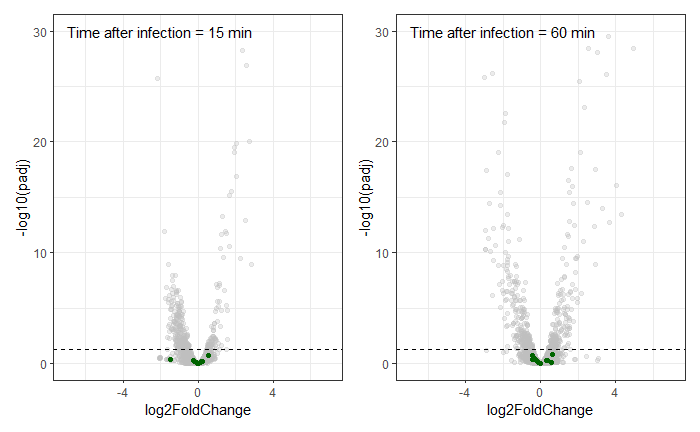 Time after infection = 15 min
30
20
10
0
-log10(padj)
-4
0
4
log2FoldChange
Time after infection = 60 min
30
20
10
0
-log10(padj)
-4
0
4
log2FoldChange